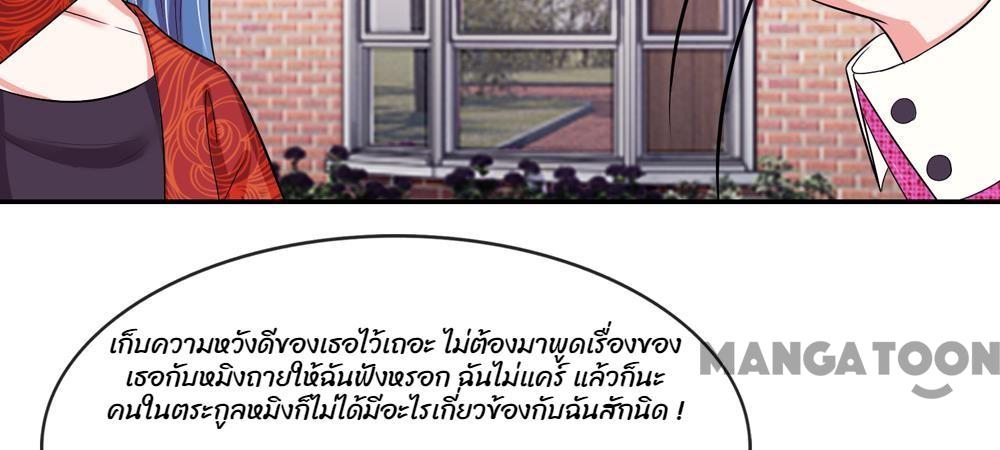 เก็บความหวังดีของเธอไว้เถอะ ไม่ต้องมาพูดเรื่องของ
เธอกับหมิงถายให้ฉันฟังหรอก ฉันไม่แคร์ แล้วก็นะ
คนในตระกูลหมิงก็ไม่ได้มีอะไรเกี่ยวข้องกับฉันสักนิด !
MANGATOON